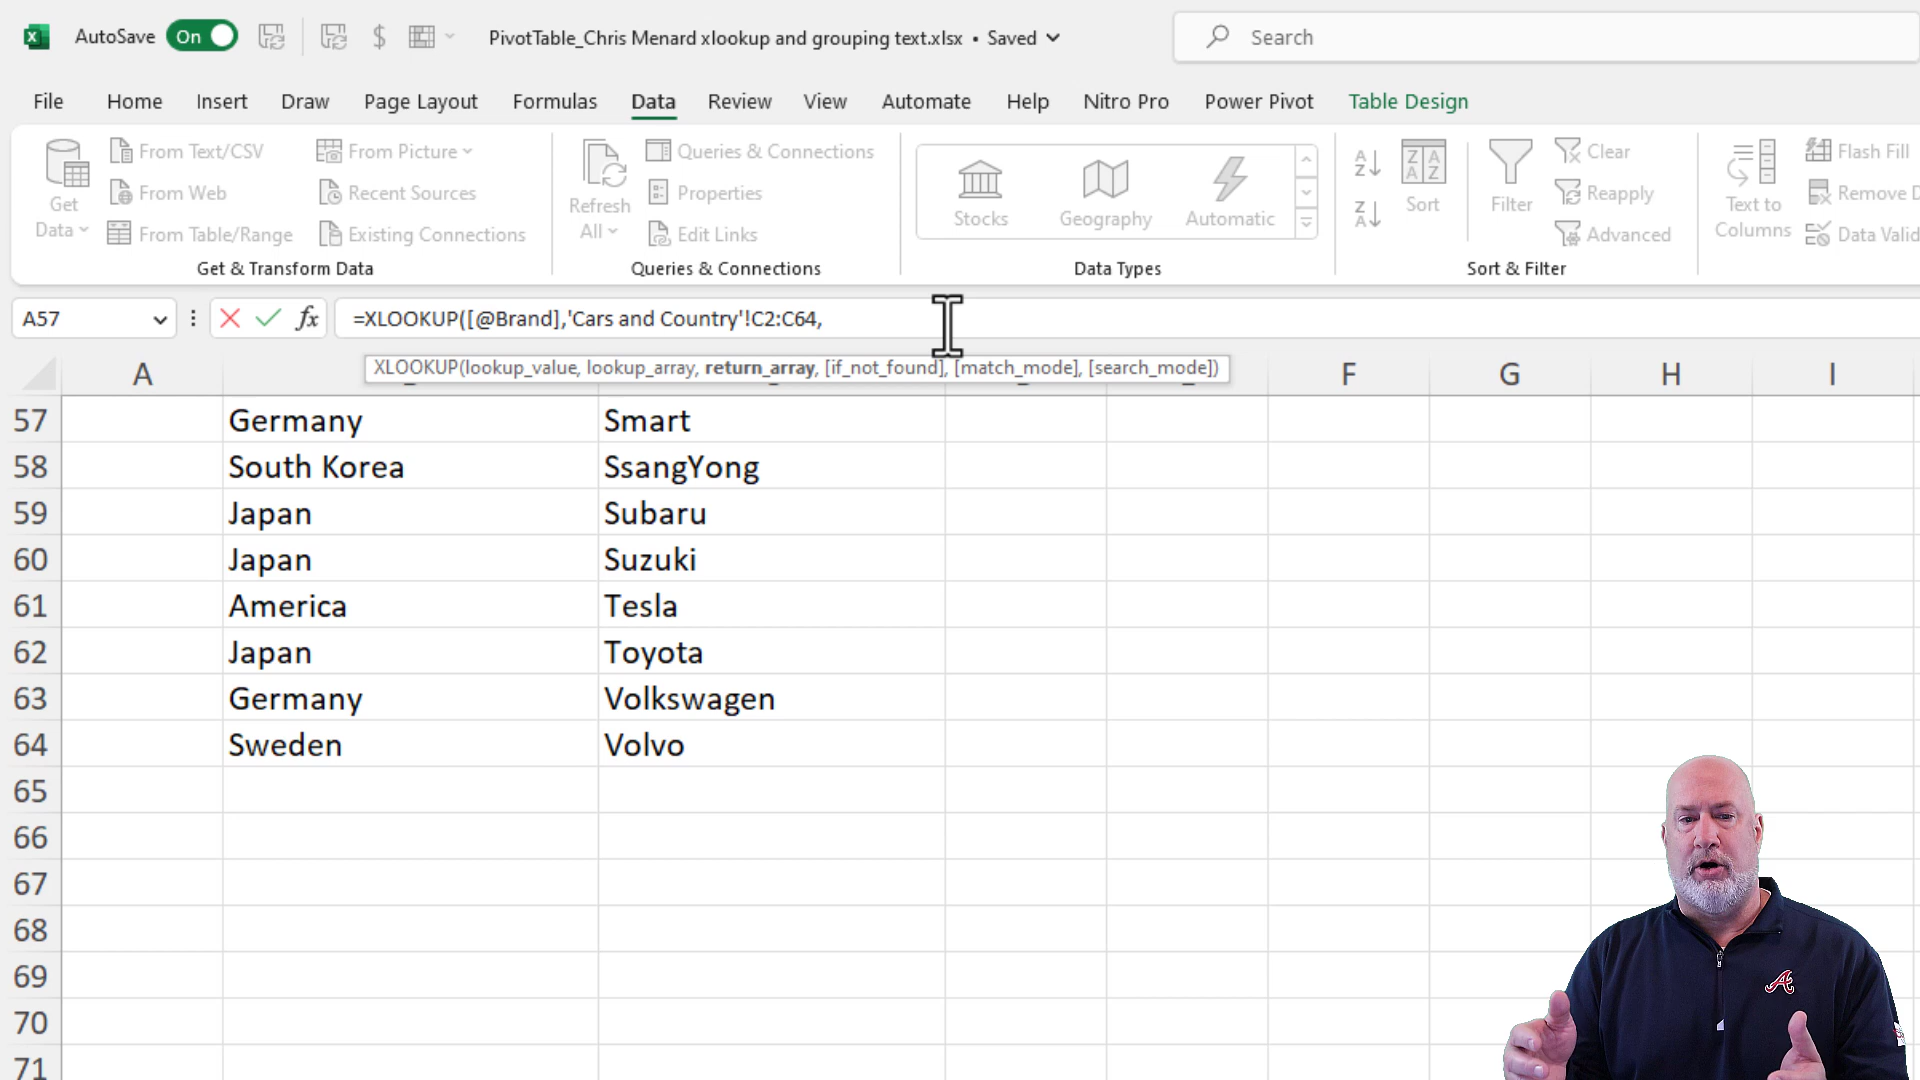 AutoSave On $ PivotTable_Chris Menard xlookup and grouping text.xlsx • Saved Search
File Home Insert Draw Page Layout Formulas Data Review View Automate Help Nitro Pro Power Pivot Table Design
Get Data
From Text/CSV
From Web
From Table/Range
From Picture
Recent Sources
Existing Connections
Get & Transform Data
Refresh All
Queries & Connections
Properties
Edit Links
Queries & Connections
Stocks Geography Automatic
Data Types
Sort
Filter
Clear
Reapply
Advanced
Sort & Filter
Text to Columns
Flash Fill
Remove D
Data Valid
A57 fx =XLOOKUP([@Brand],'Cars and Country'!C2:C64,
XLOOKUP(lookup_value, lookup_array, return_array, [if_not_found], [match_mode], [search_mode])
A F G H I
57 Germany Smart
58 South Korea SsangYong
59 Japan Subaru
60 Japan Suzuki
61 America Tesla
62 Japan Toyota
63 Germany Volkswagen
64 Sweden Volvo
65
66
67
68
69
70
71
A